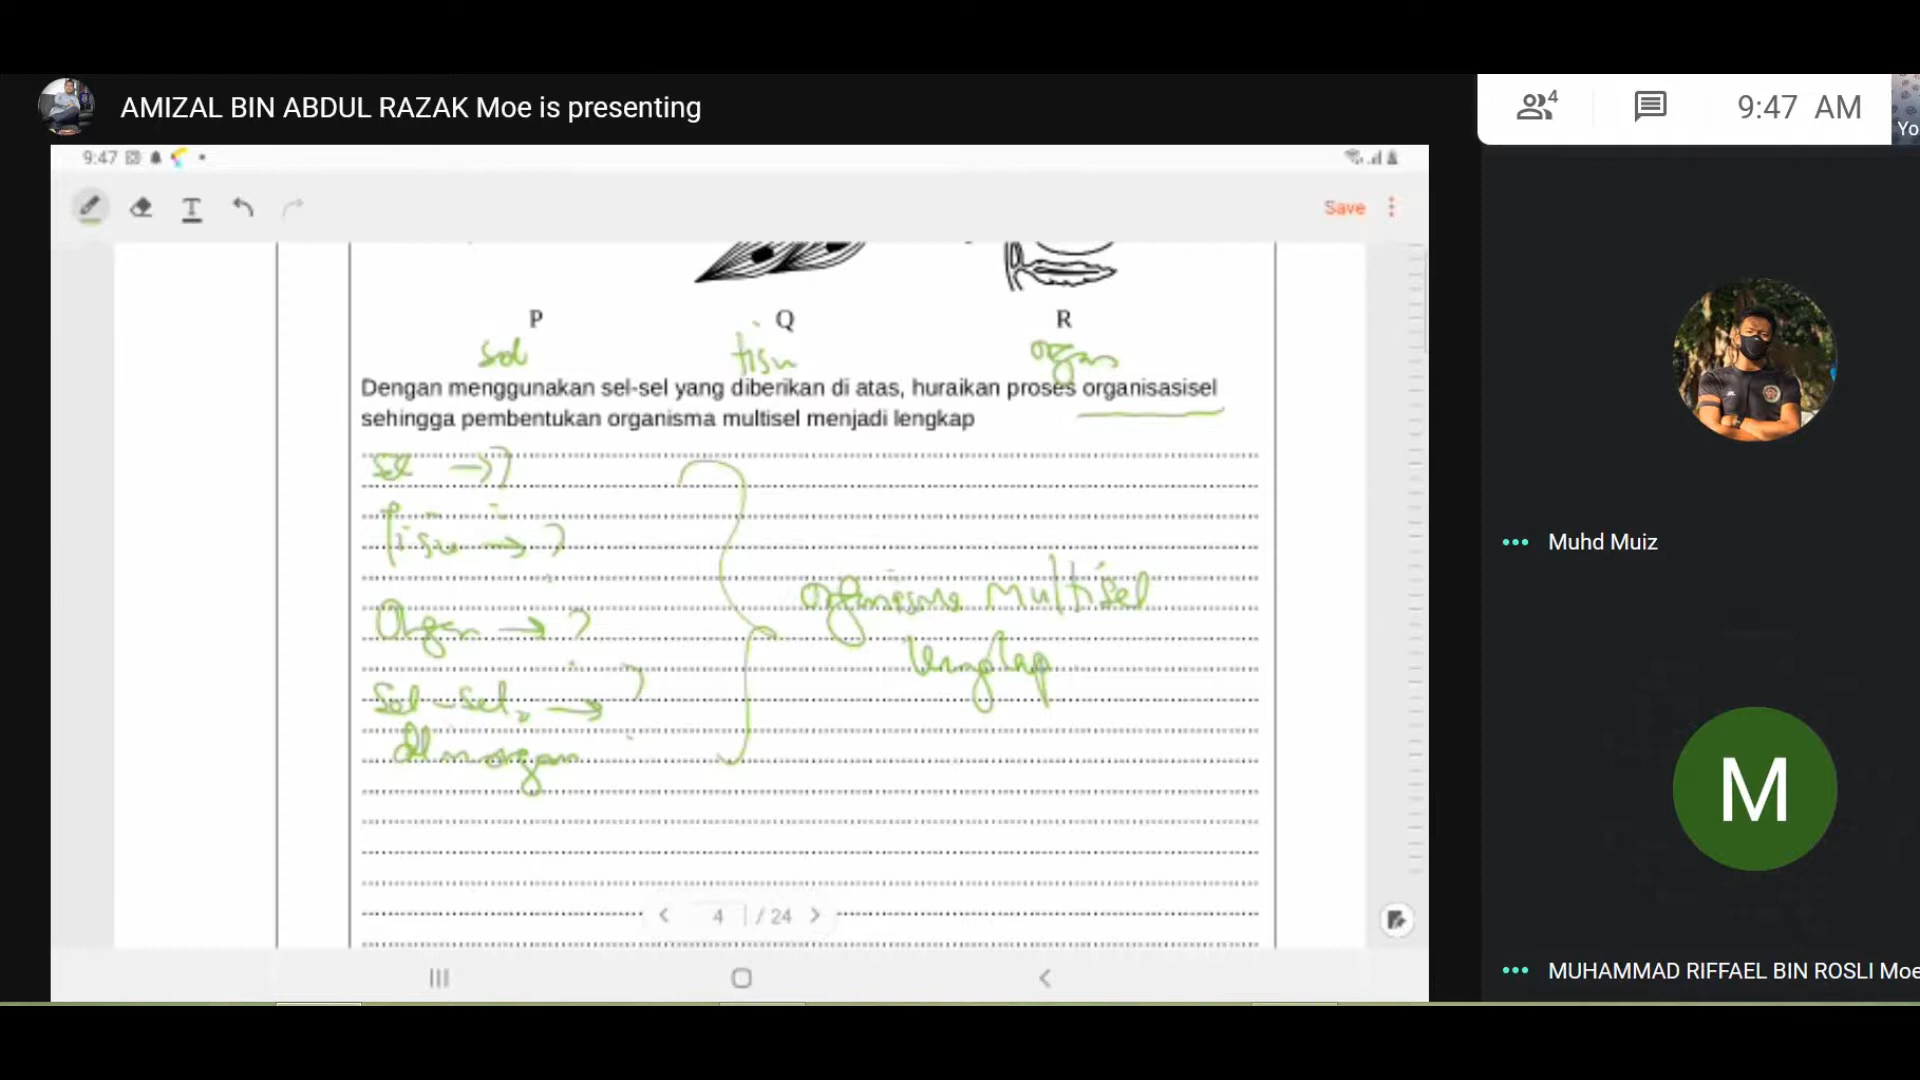 AMIZAL BIN ABDUL RAZAK Moe is presenting
4
9:47 AM
Yo
9:47
Save
P
Q
R
sel
tisu
organ
Dengan menggunakan sel-sel yang diberikan di atas, huraikan proses organisasisel
sehingga pembentukan organisma multisel menjadi lengkap
sel → ?
Tisu → ?
Organ → ?
Sel-sel → ?
dlm organ
organisma multisel
lengkap
4 / 24
Muhd Muiz
M
MUHAMMAD RIFFAEL BIN ROSLI Moe